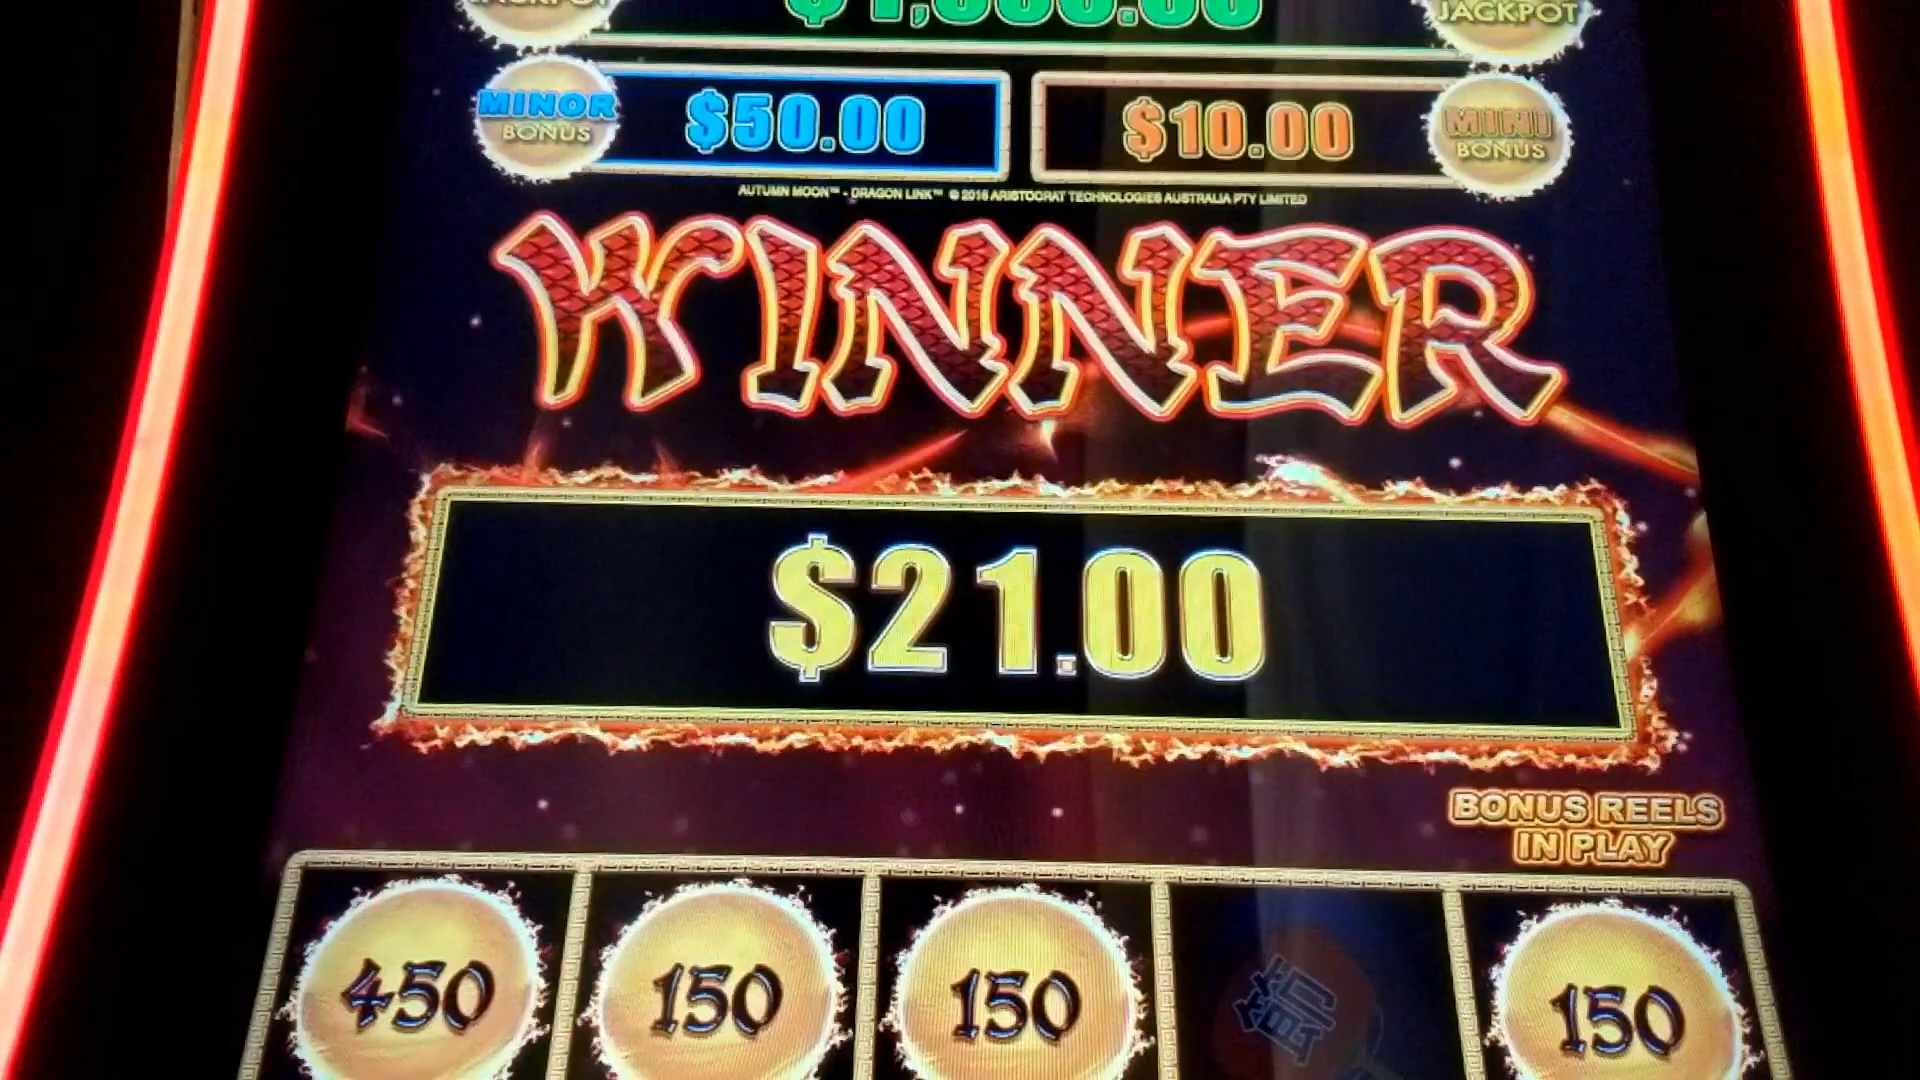 JACKPOT
JACKPOT
MINOR
BONUS
$50.00
$10.00
MINI
BONUS
AUTUMN MOON™ - DRAGON LINK™ © 2016 ARISTOCRAT TECHNOLOGIES AUSTRALIA PTY LIMITED
WINNER
$21.00
BONUS REELS
IN PLAY
450
150
150
150